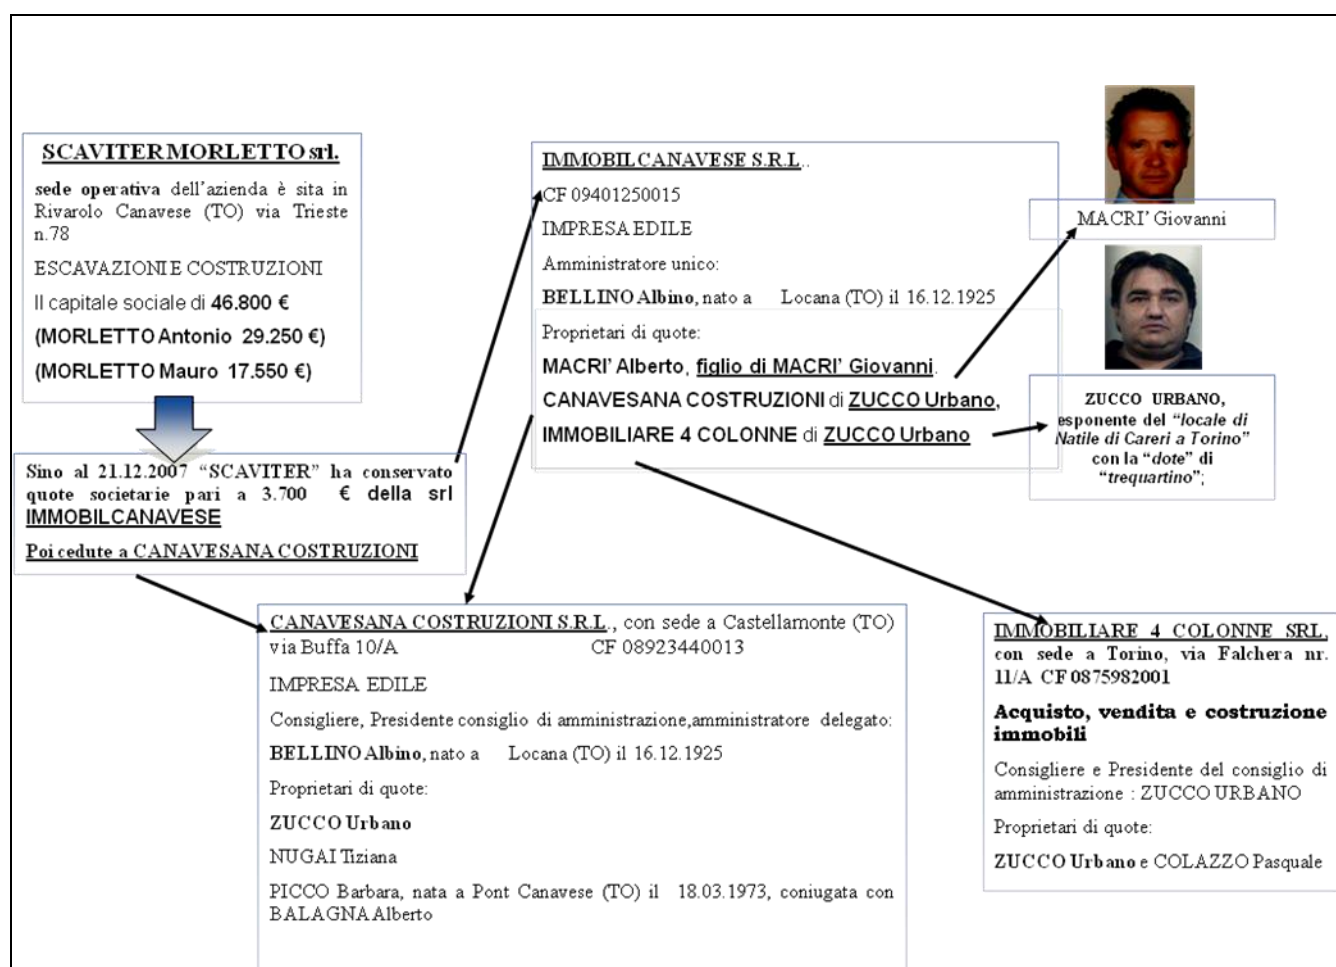 SCAVITER MORLETTO srl.
sede operativa dell'azienda è sita in
Rivarolo Canavese (TO) via Trieste
n.78
ESCAVAZIONI E COSTRUZIONI
Il capitale sociale di 46.800 €
(MORLETTO Antonio 29.250 €)
(MORLETTO Mauro 17.550 €)
Sino al 21.12.2007 “SCAVITER” ha conservato
quote societarie pari a 3.700 € della srl
IMMOBILCANAVESE
Poi cedute a CANAVESANA COSTRUZIONI
IMMOBILCANAVESE S.R.L..
CF 09401250015
IMPRESA EDILE
Amministratore unico:
BELLINO Albino, nato a Locana (TO) il 16.12.1925
Proprietari di quote:
MACRI’ Alberto, figlio di MACRI’ Giovanni.
CANAVESANA COSTRUZIONI di ZUCCO Urbano,
IMMOBILIARE 4 COLONNE di ZUCCO Urbano
MACRI’ Giovanni
ZUCCO URBANO,
esponente del “locale di
Natile di Careri a Torino”
con la “dote” di
“trequartino”;
CANAVESANA COSTRUZIONI S.R.L., con sede a Castellamonte (TO)
via Buffa 10/A CF 08923440013
IMPRESA EDILE
Consigliere, Presidente consiglio di amministrazione,amministratore delegato:
BELLINO Albino, nato a Locana (TO) il 16.12.1925
Proprietari di quote:
ZUCCO Urbano
NUGAI Tiziana
PICCO Barbara, nata a Pont Canavese (TO) il 18.03.1973, coniugata con
BALAGNA Alberto
IMMOBILIARE 4 COLONNE SRL,
con sede a Torino, via Falchera nr.
11/A CF 0875982001
Acquisto, vendita e costruzione
immobili
Consigliere e Presidente del consiglio di
amministrazione : ZUCCO URBANO
Proprietari di quote:
ZUCCO Urbano e COLAZZO Pasquale